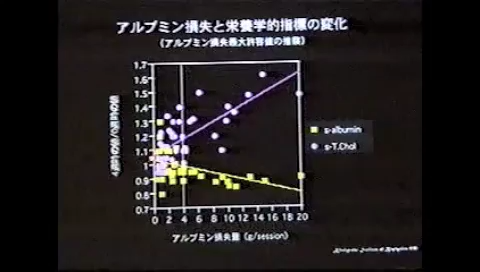 アルブミン損失と栄養学的指標の変化
(アルブミン損失最大許容値の推察)
1.7
1.6
1.5
1.4
1.3
1.2
1.1
1
0.9
0.8
0.7
0 2 4 6 8 10 12 14 16 18 20
アルブミン損失量 (g/session)
s-albumin
s-T.Chol